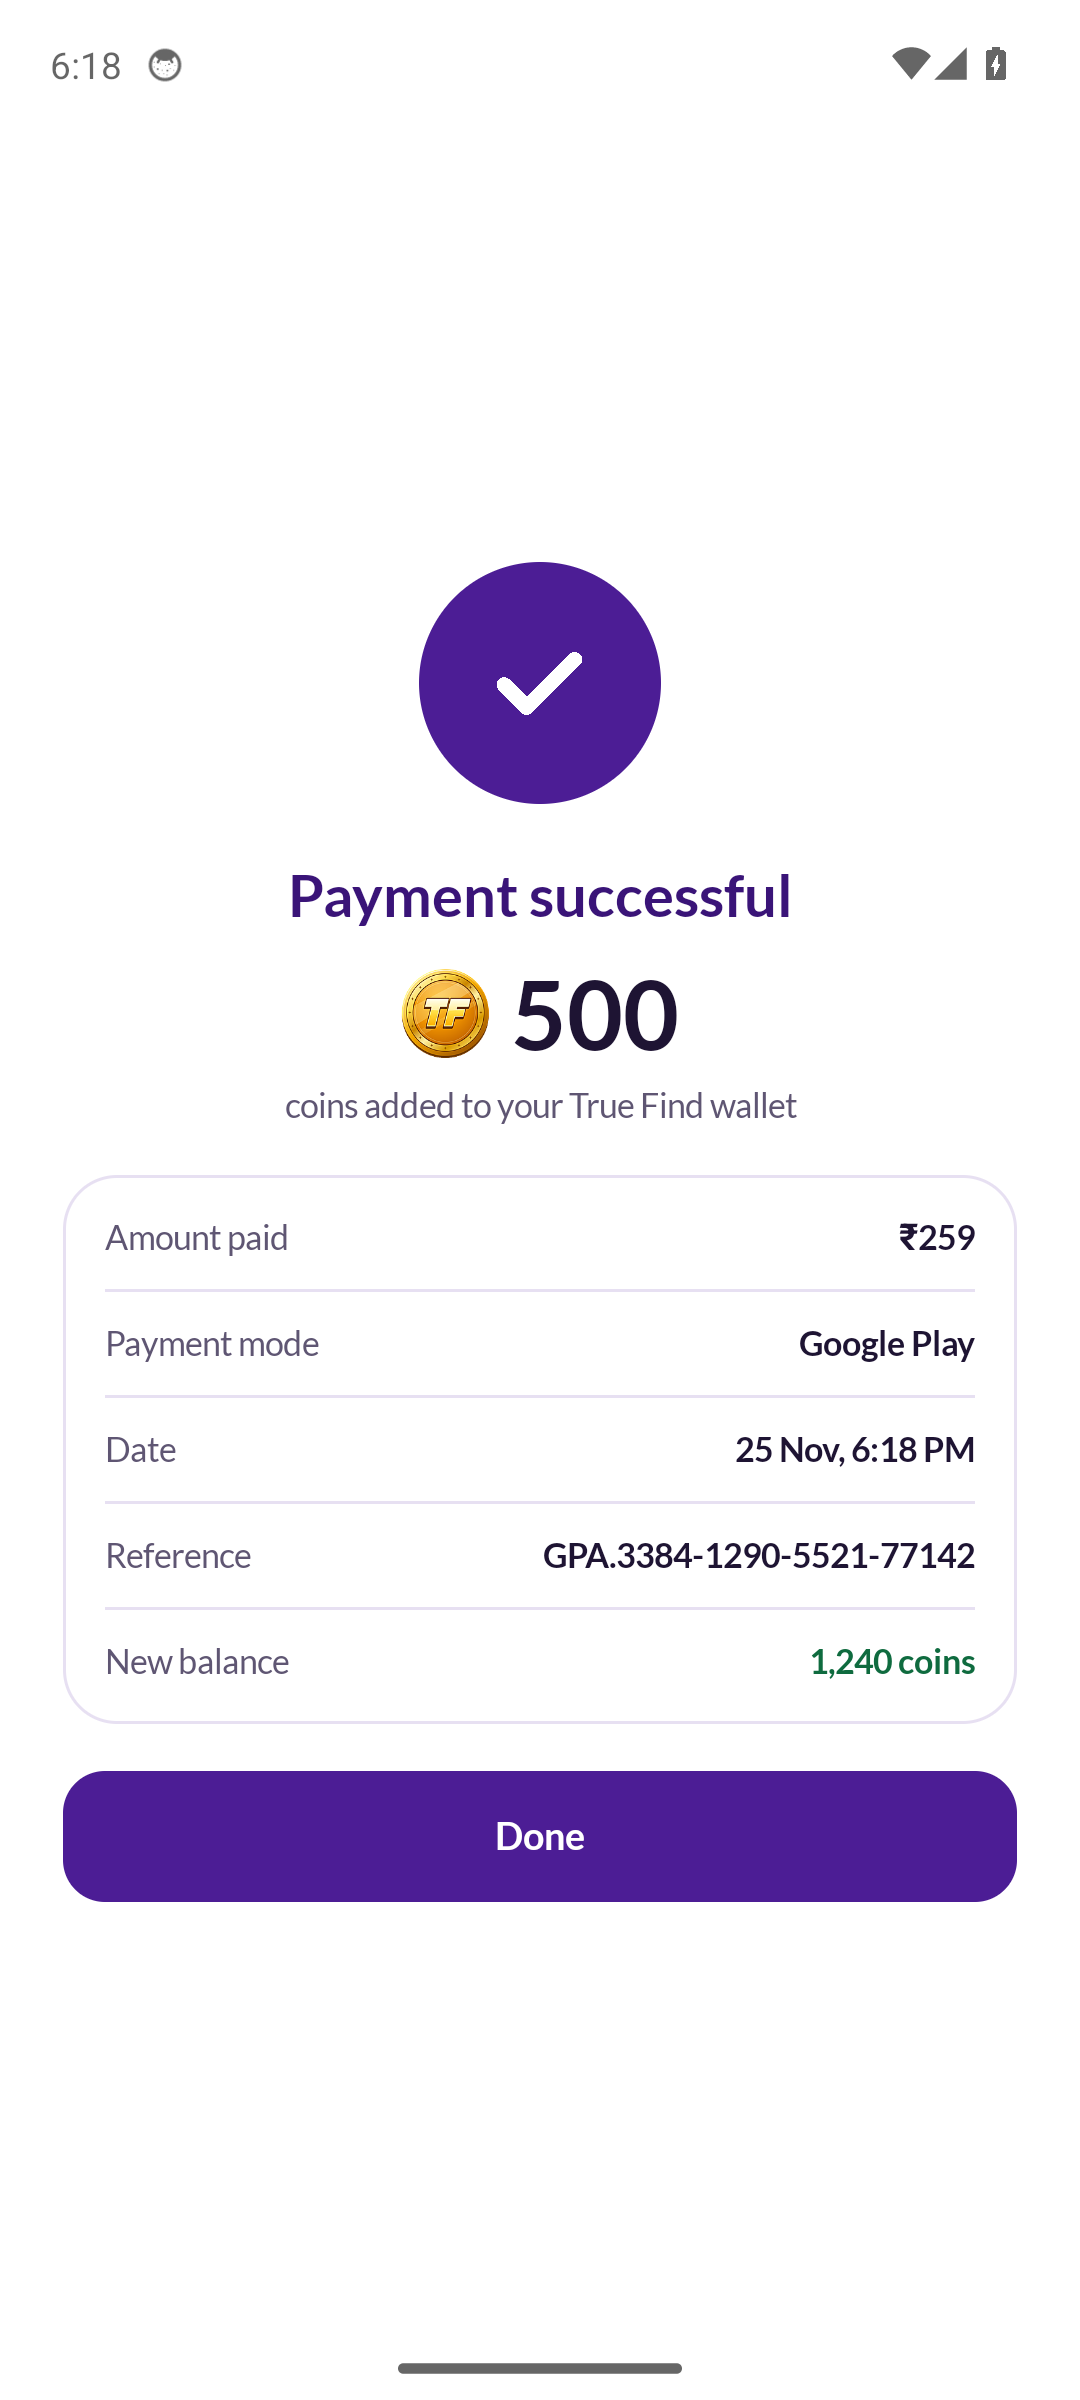 6:18
Payment successful
TF 500
coins added to your True Find wallet
Amount paid ₹259
Payment mode Google Play
Date 25 Nov, 6:18 PM
Reference GPA.3384-1290-5521-77142
New balance 1,240 coins
Done